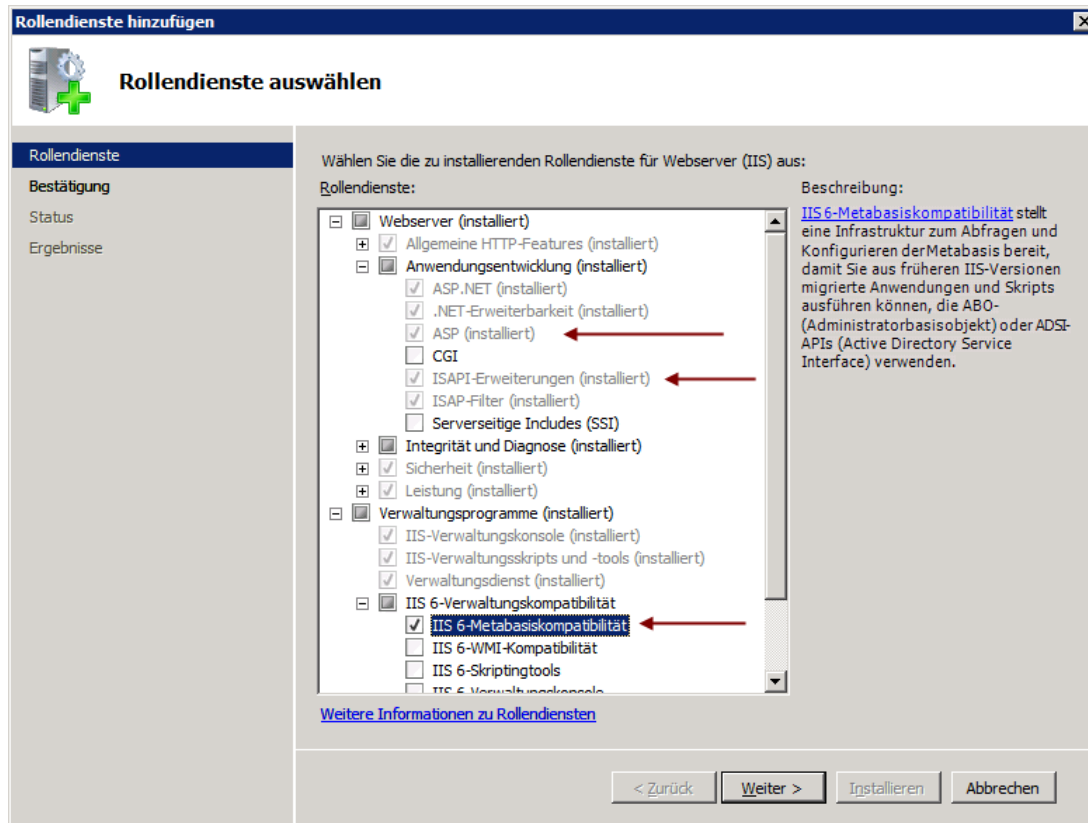 Rollendienste hinzufügen
Rollendienste auswählen
Rollendienste
Bestätigung
Status
Ergebnisse
Wählen Sie die zu installierenden Rollendienste für Webserver (IIS) aus:
Rollendienste:
Webserver (installiert)
Allgemeine HTTP-Features (installiert)
Anwendungsentwicklung (installiert)
ASP.NET (installiert)
.NET-Erweiterbarkeit (installiert)
ASP (installiert)
CGI
ISAPI-Erweiterungen (installiert)
ISAP-Filter (installiert)
Serverseitige Includes (SSI)
Integrität und Diagnose (installiert)
Sicherheit (installiert)
Leistung (installiert)
Verwaltungsprogramme (installiert)
IIS-Verwaltungskonsole (installiert)
IIS-Verwaltungsskripts und -tools (installiert)
Verwaltungsdienst (installiert)
IIS 6-Verwaltungskompatibilität
IIS 6-Metabasiskompatibilität
IIS 6-WMI-Kompatibilität
IIS 6-Skriptingtools
IIS 6-Verwaltungskonsole
Weitere Informationen zu Rollendiensten
Beschreibung:
IIS 6-Metabasiskompatibilität stellt
eine Infrastruktur zum Abfragen und
Konfigurieren der Metabasis bereit,
damit Sie aus früheren IIS-Versionen
migrierte Anwendungen und Skripts
ausführen können, die ABO-
(Administratorbasisobjekt) oder ADSI-
APIs (Active Directory Service
Interface) verwenden.
< Zurück
Weiter >
Installieren
Abbrechen